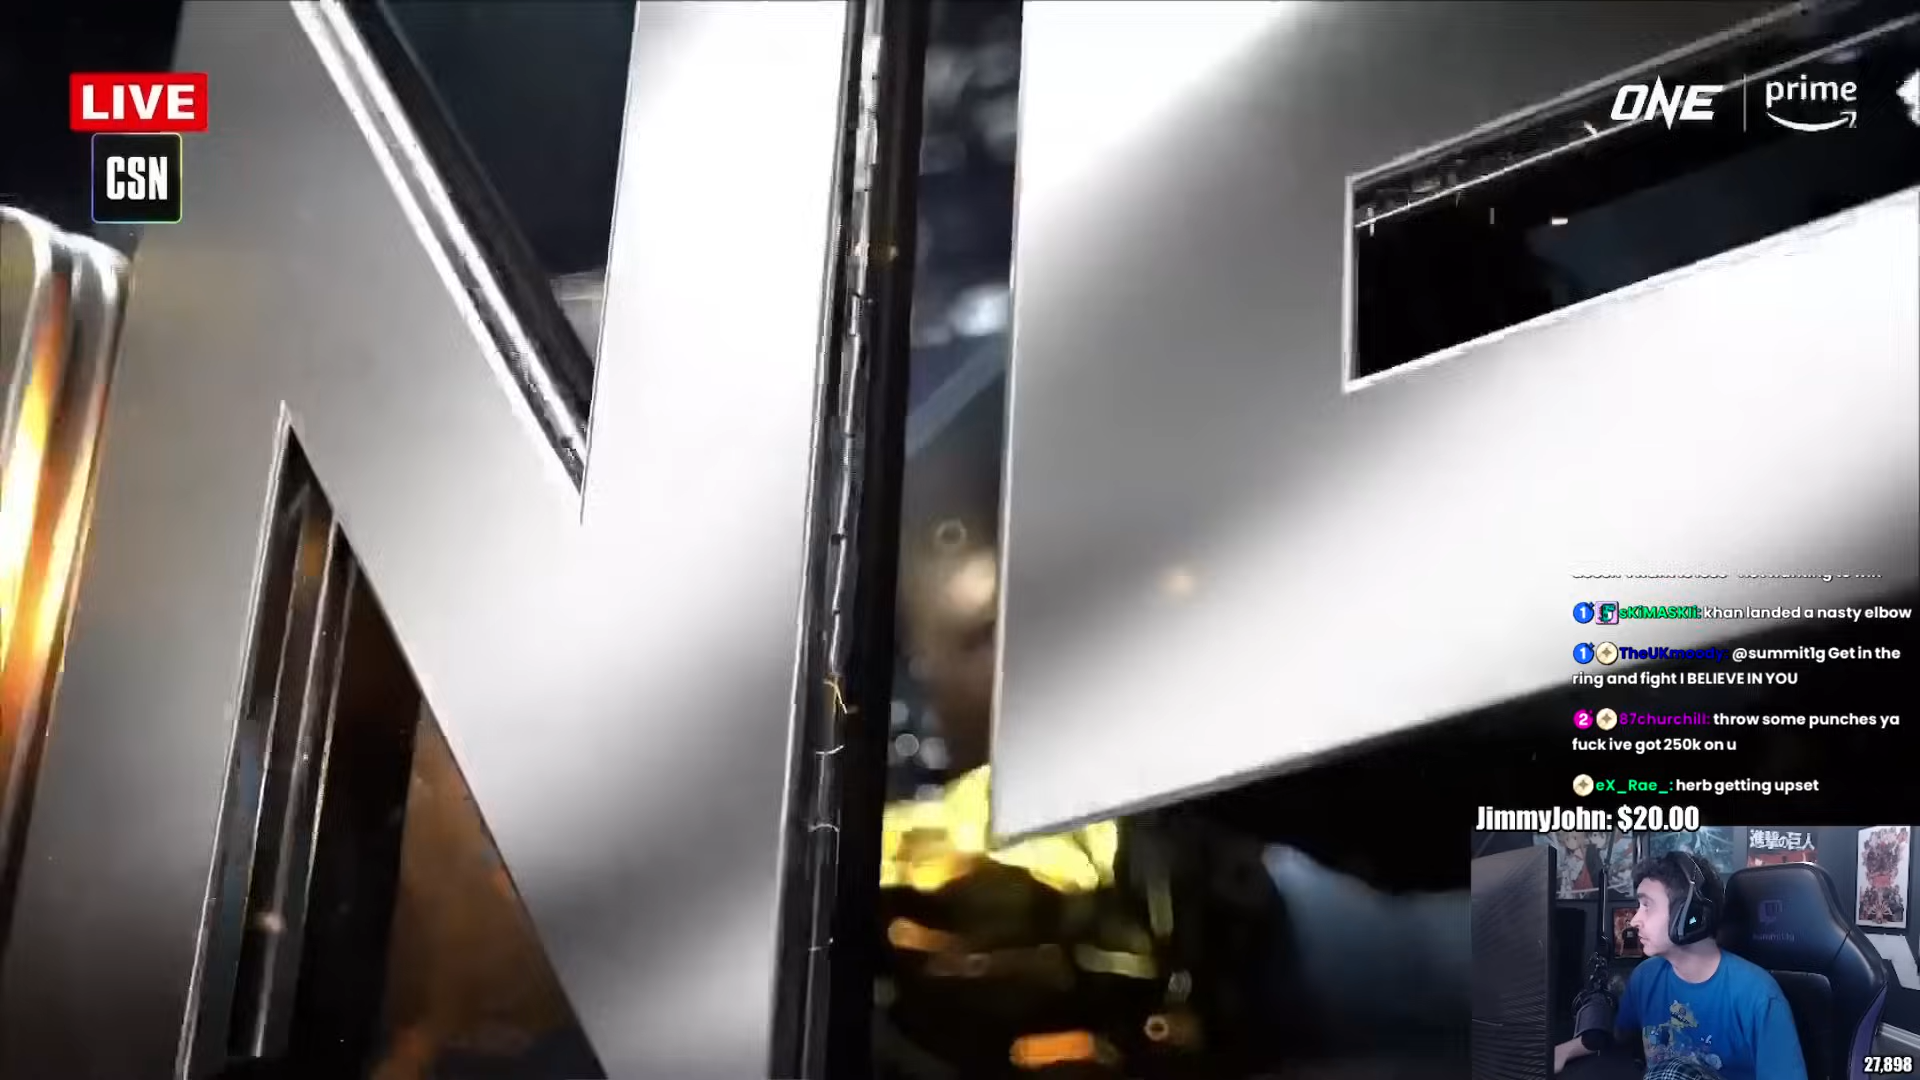 LIVE
CSN
ONE
prime
sKiMASKIi: khan landed a nasty elbow
TheUKmoody: @summit1g Get in the
ring and fight I BELIEVE IN YOU
87churchill: throw some punches ya
fuck ive got 250k on u
eX_Rae_: herb getting upset
JimmyJohn: $20.00
進撃の巨人
27,898